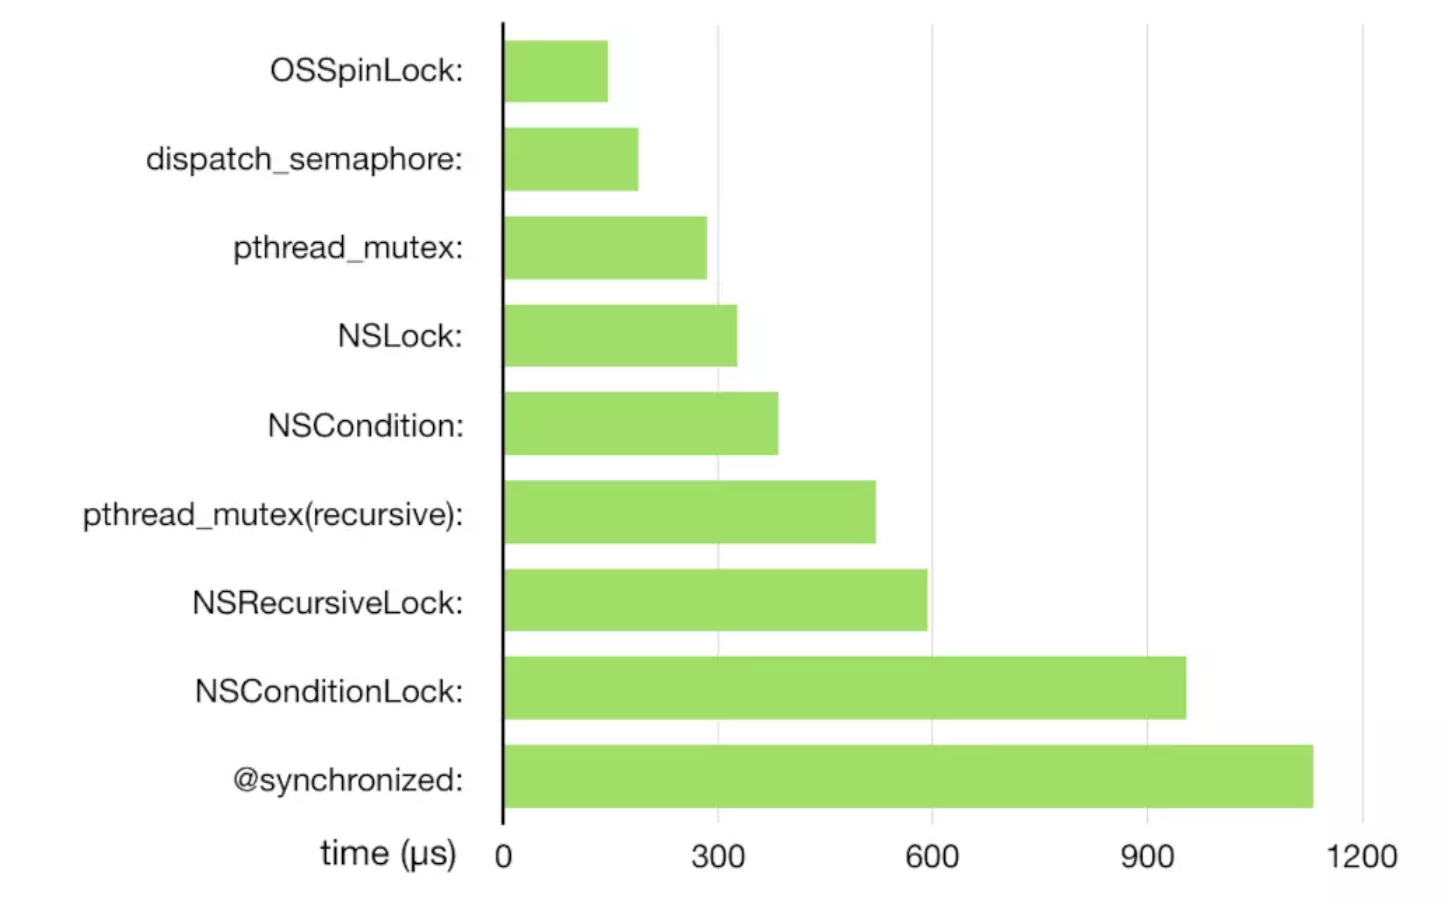 OSSpinLock:
dispatch_semaphore:
pthread_mutex:
NSLock:
NSCondition:
pthread_mutex(recursive):
NSRecursiveLock:
NSConditionLock:
@synchronized:
time (µs) 0 300 600 900 1200